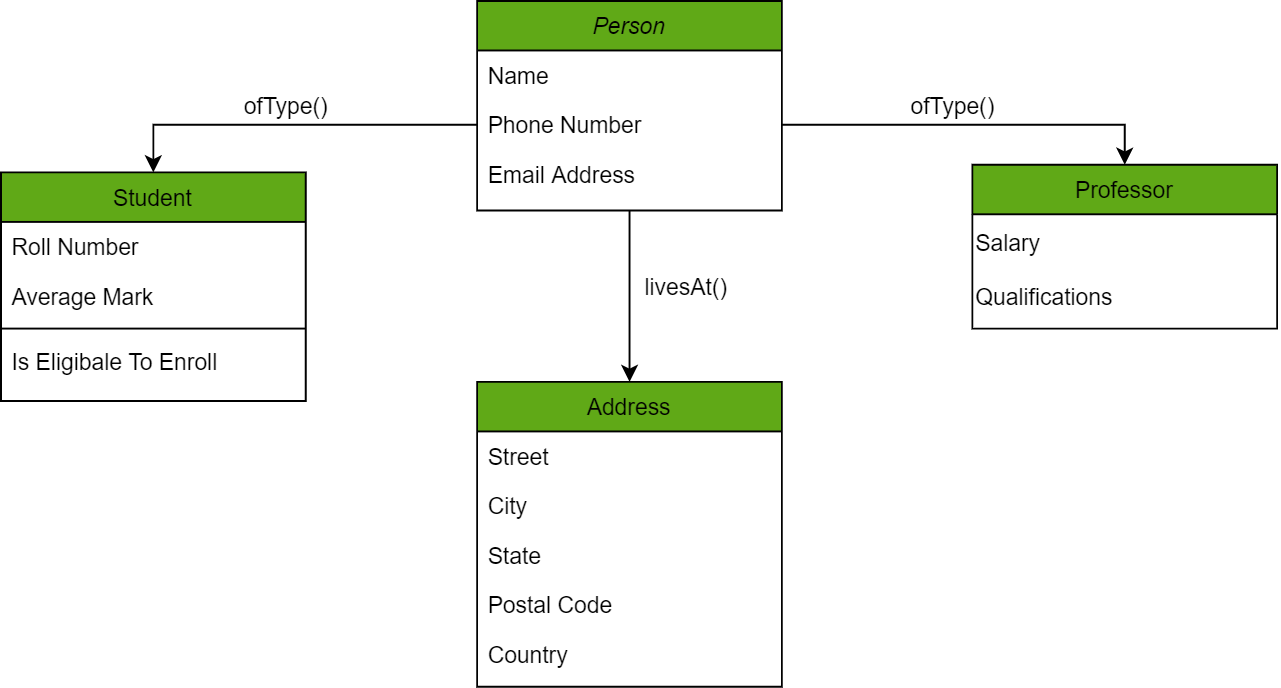 Person
Name
Phone Number
Email Address
ofType()
ofType()
Student
Roll Number
Average Mark
Is Eligibale To Enroll
livesAt()
Professor
Salary
Qualifications
Address
Street
City
State
Postal Code
Country